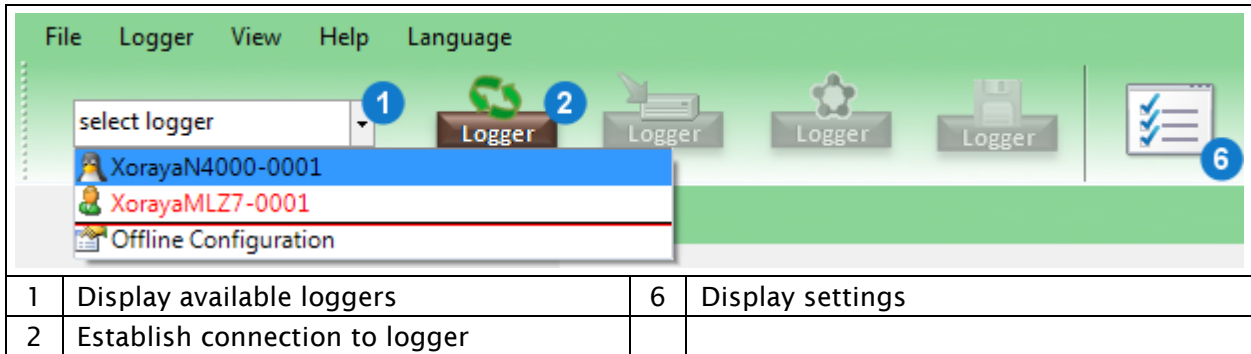 File Logger View Help Language
select logger 1 Logger 2 Logger Logger Logger 6
XorayaN4000-0001
XorayaMLZ7-0001
Offline Configuration
1 Display available loggers 6 Display settings
2 Establish connection to logger